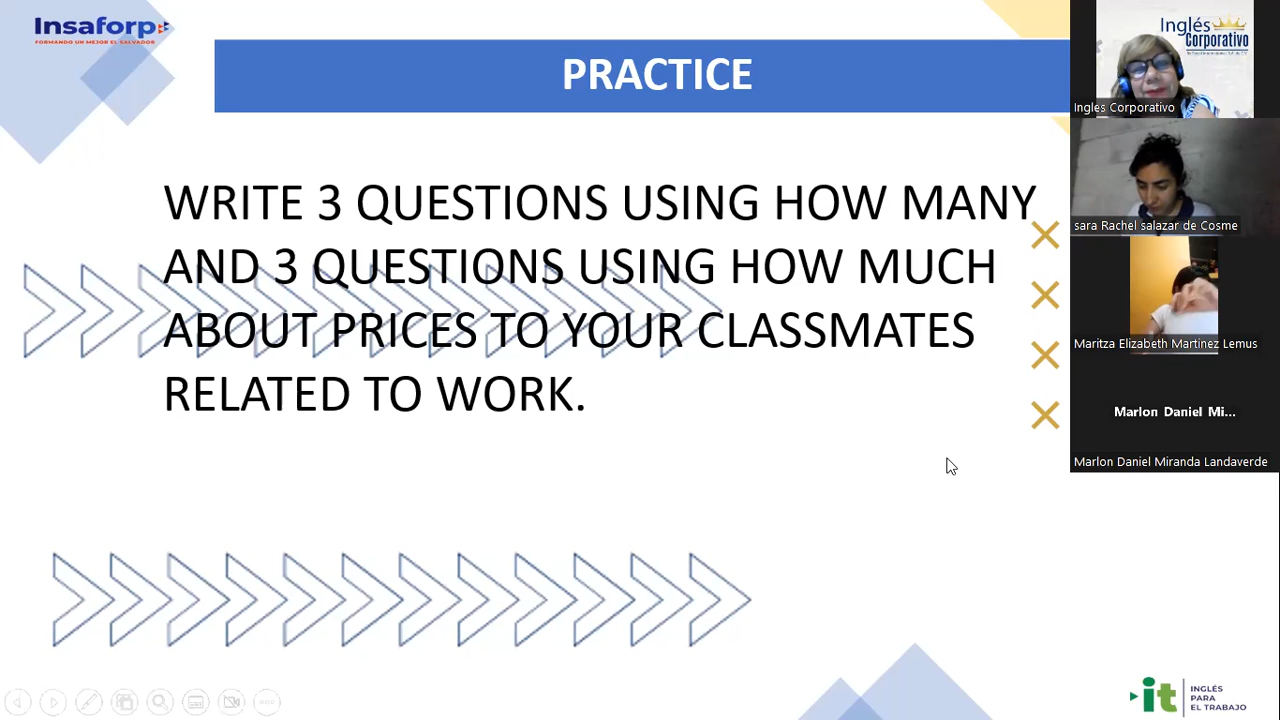 Insaforp
FORMANDO UN MEJOR EL SALVADOR
PRACTICE
WRITE 3 QUESTIONS USING HOW MANY
AND 3 QUESTIONS USING HOW MUCH
ABOUT PRICES TO YOUR CLASSMATES
RELATED TO WORK.
Inglés
Corporativo
Ingles Corporativo
sara Rachel salazar de Cosme
Maritza Elizabeth Martinez Lemus
Marlon Daniel Mi...
Marlon Daniel Miranda Landaverde
it
INGLÉS
PARA
EL TRABAJO